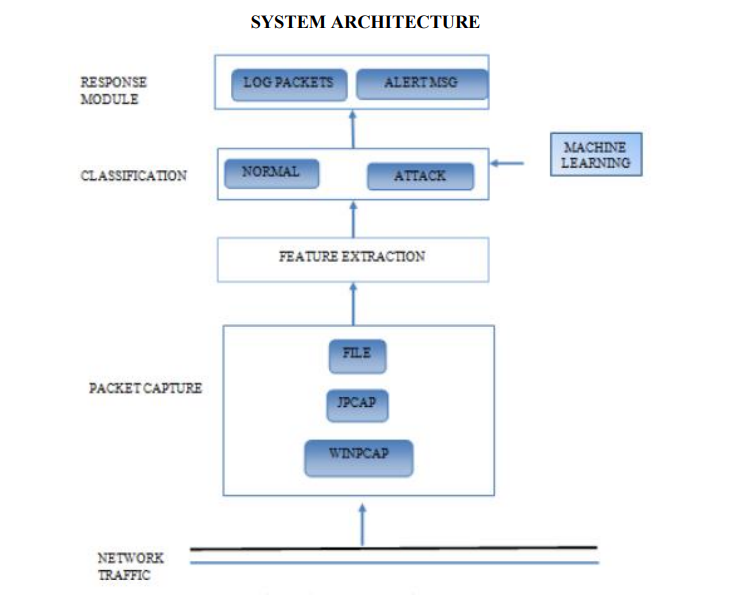 SYSTEM ARCHITECTURE
RESPONSE
MODULE
LOG PACKETS
ALERT MSG
CLASSIFICATION
NORMAL
ATTACK
MACHINE
LEARNING
FEATURE EXTRACTION
PACKET CAPTURE
FILE
JPCAP
WINPCAP
NETWORK
TRAFFIC